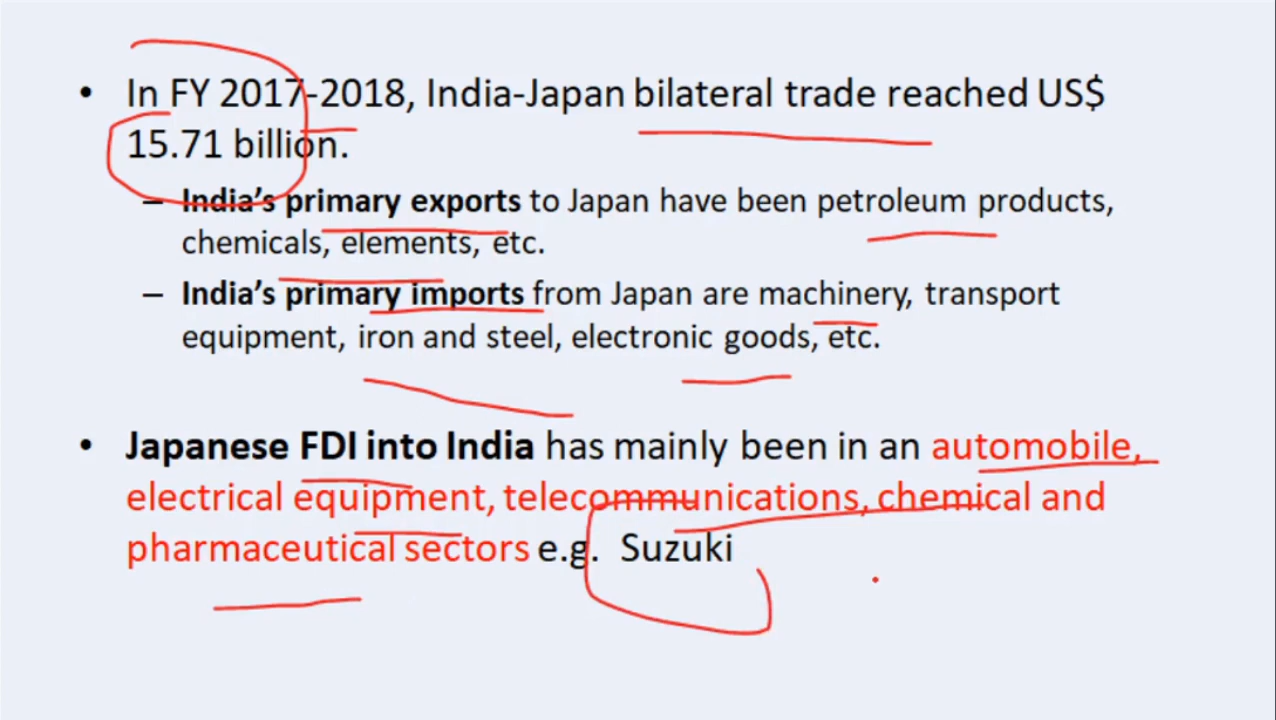 • In FY 2017-2018, India-Japan bilateral trade reached US$
15.71 billion.
– India's primary exports to Japan have been petroleum products,
chemicals, elements, etc.
– India's primary imports from Japan are machinery, transport
equipment, iron and steel, electronic goods, etc.
• Japanese FDI into India has mainly been in an automobile,
electrical equipment, telecommunications, chemical and
pharmaceutical sectors e.g. Suzuki